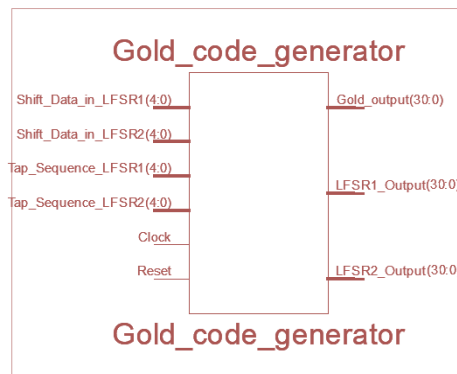 Gold_code_generator
Shift_Data_in_LFSR1(4:0)
Gold_output(30:0)
Shift_Data_in_LFSR2(4:0)
Tap_Sequence_LFSR1(4:0)
LFSR1_Output(30:0)
Tap_Sequence_LFSR2(4:0)
Clock
Reset
LFSR2_Output(30:0
Gold_code_generator